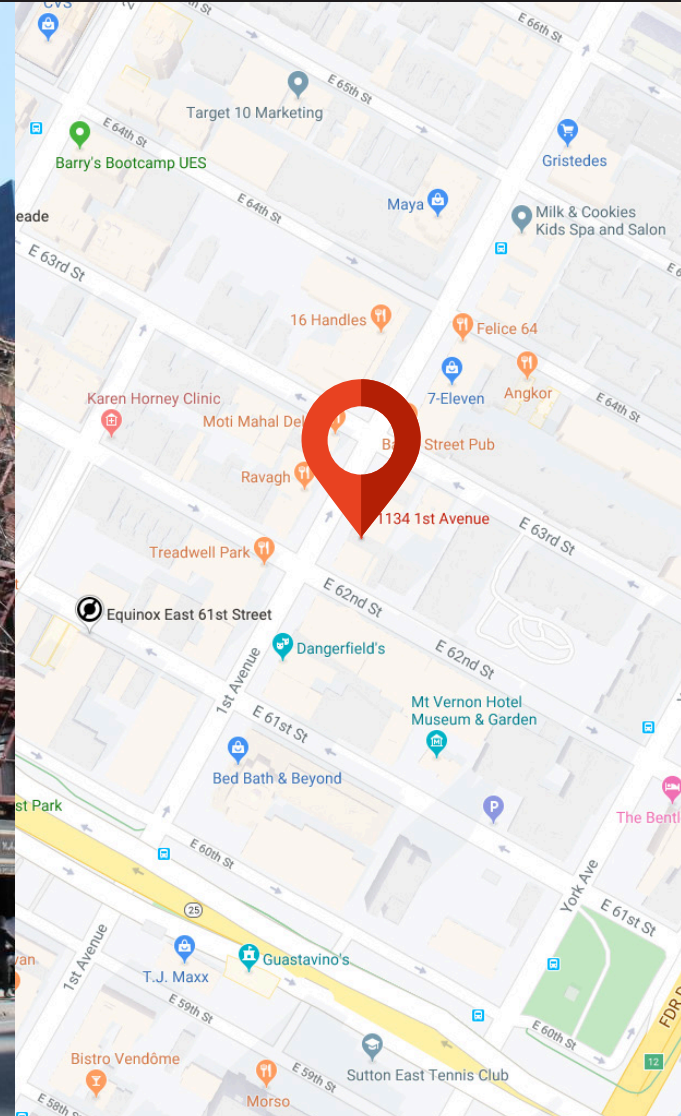 CVS
E 66th St
E 65th St
Target 10 Marketing
E 64th St
Barry's Bootcamp UES
Gristedes
E 64th St
Maya
Milk & Cookies
Kids Spa and Salon
eade
E 63rd St
16 Handles
Felice 64
7-Eleven
Angkor
E 64th St
Karen Horney Clinic
Moti Mahal Del
Street Pub
Ravagh
1134 1st Avenue
E 63rd St
Treadwell Park
E 62nd St
Equinox East 61st Street
Dangerfield's
E 62nd St
1st Avenue
Mt Vernon Hotel
Museum & Garden
E 61st St
Bed Bath & Beyond
P
The Bentl
st Park
E 60th St
York Ave
E 61st St
25
1st Avenue
Guastavino's
T.J. Maxx
van
E 59th St
FDR D
E 60th St
12
Bistro Vendôme
Sutton East Tennis Club
E 59th St
Morso
E 58th St